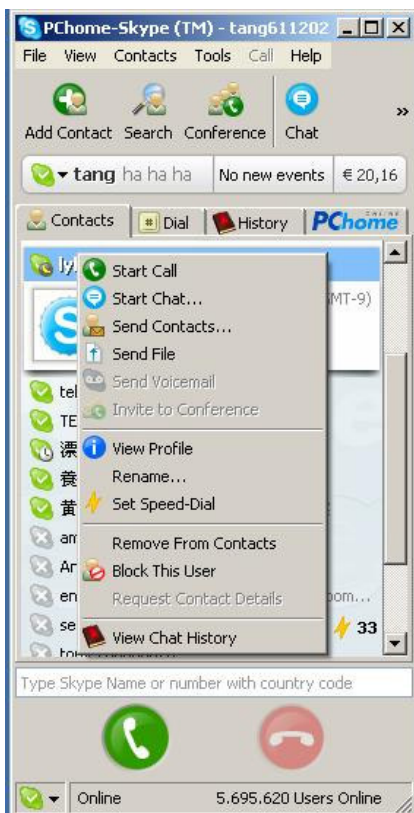 PChome-Skype (TM) - tang611202
File View Contacts Tools Call Help
Add Contact Search Conference Chat »
tang ha ha ha No new events € 20,16
Contacts Dial History PChome ONLINE
Start Call
Start Chat... MT-9)
Send Contacts...
Send File
Send Voicemail
tel
Invite to Conference
TE
漂 View Profile
養 Rename...
黄 Set Speed-Dial
am
Remove From Contacts
Ar Block This User
en Request Contact Details oom...
se View Chat History 33
Type Skype Name or number with country code
Online 5.695.620 Users Online